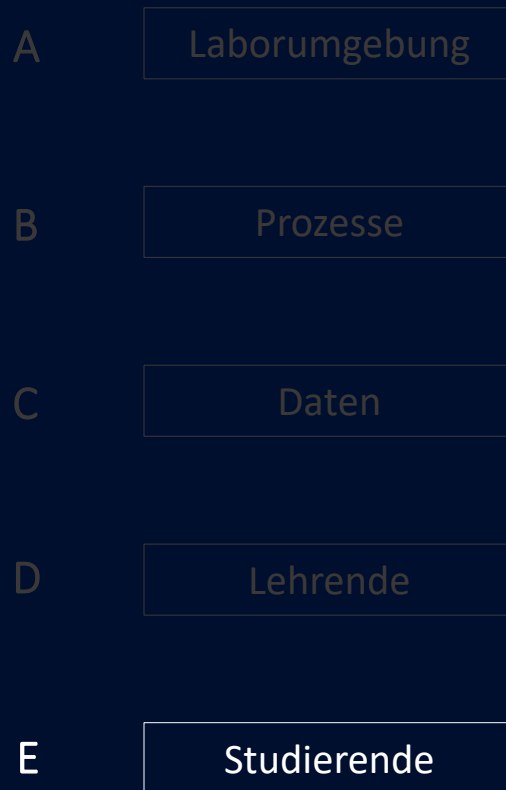 A Laborumgebung
B Prozesse
C Daten
D Lehrende
E Studierende